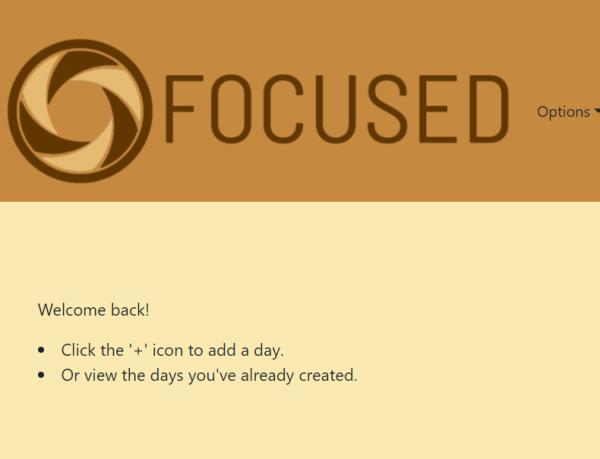 FOCUSED
Options
Welcome back!
Click the '+' icon to add a day.
Or view the days you've already created.